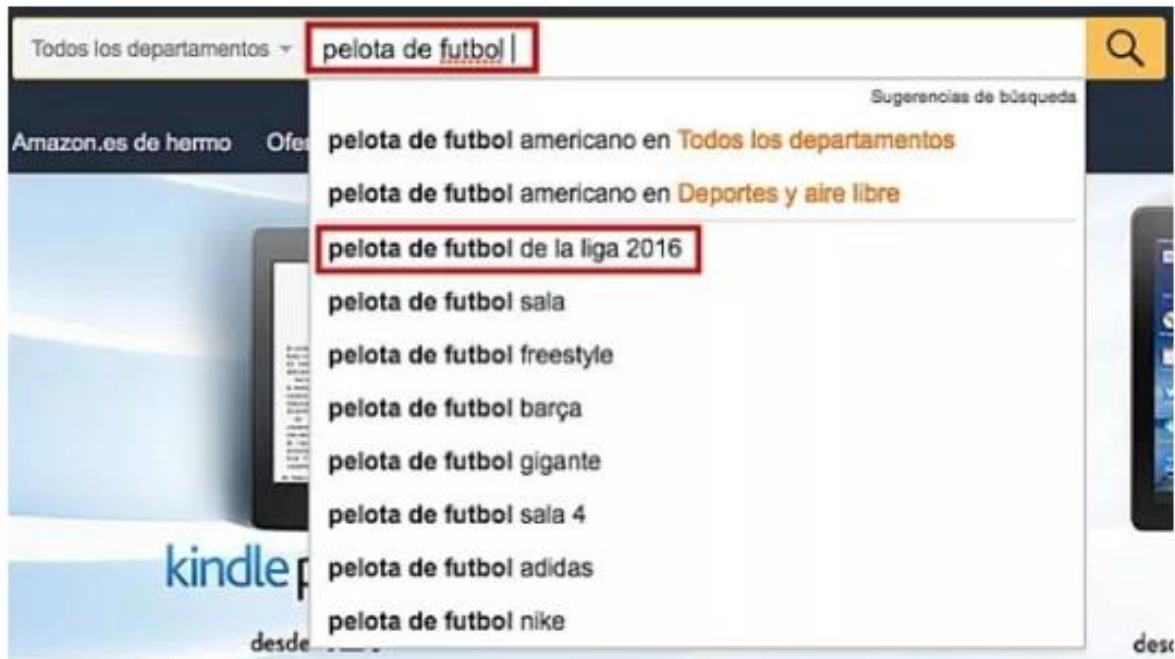 Todos los departamentos pelota de futbol
Sugerencias de búsqueda
Amazon.es de hermo
pelota de futbol americano en Todos los departamentos
pelota de futbol americano en Deportes y aire libre
pelota de futbol de la liga 2016
pelota de futbol sala
pelota de futbol freestyle
pelota de futbol barça
pelota de futbol gigante
pelota de futbol sala 4
pelota de futbol adidas
pelota de futbol nike
kindle p
desde